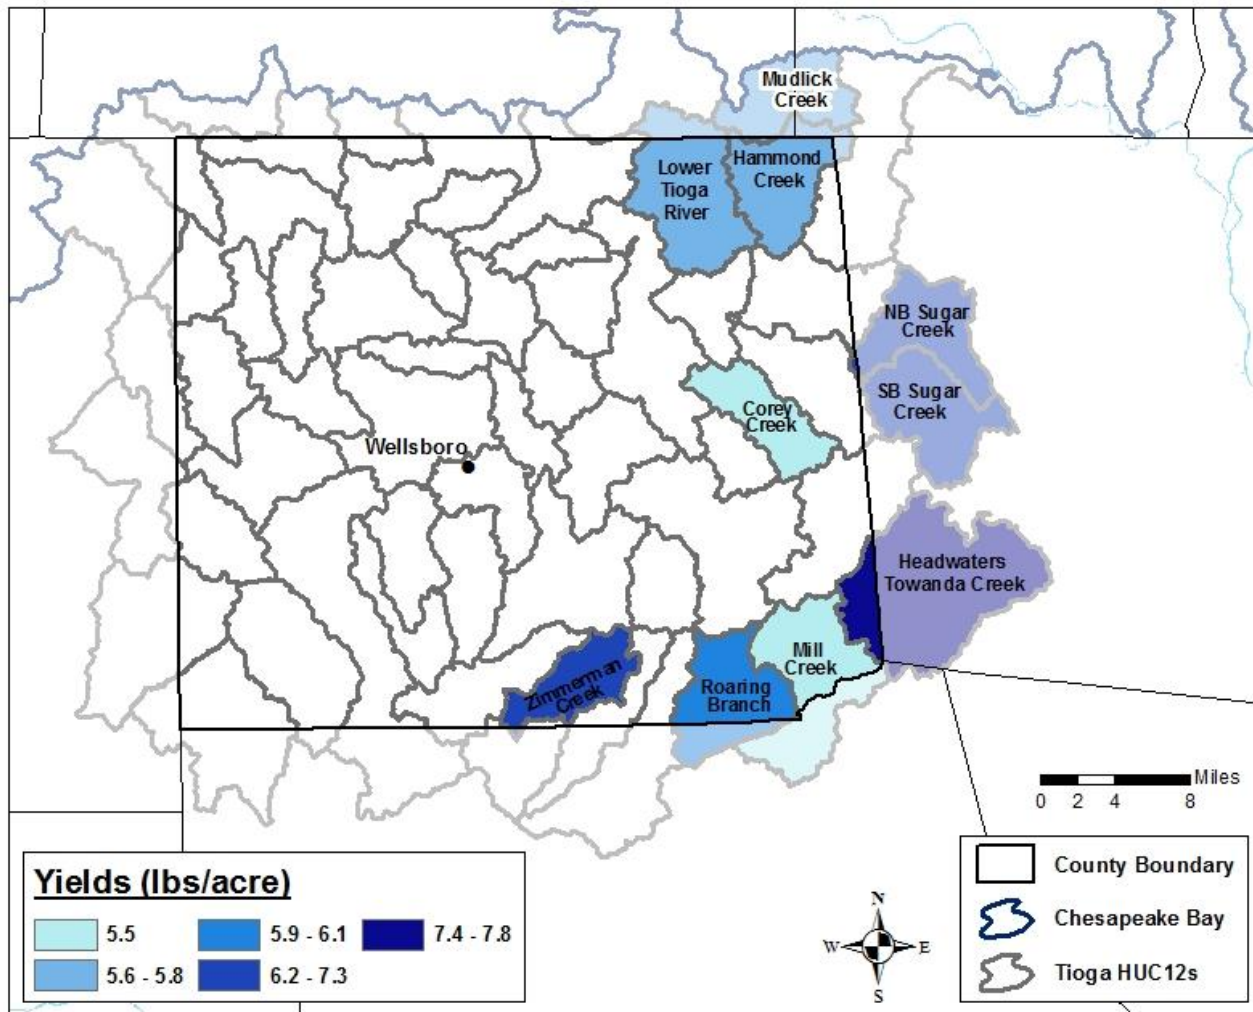 Mudlick
Creek
Hammond
Creek
Lower
Tioga
River
NB Sugar
Creek
SB Sugar
Creek
Corey
Creek
Wellsboro
Headwaters
Towanda Creek
Mill
Creek
Zimmerman
Creek
Roaring
Branch
Miles
0 2 4 8
Yields (lbs/acre)
5.5
5.9 - 6.1
7.4 - 7.8
5.6 - 5.8
6.2 - 7.3
N
W E
S
County Boundary
Chesapeake Bay
Tioga HUC12s